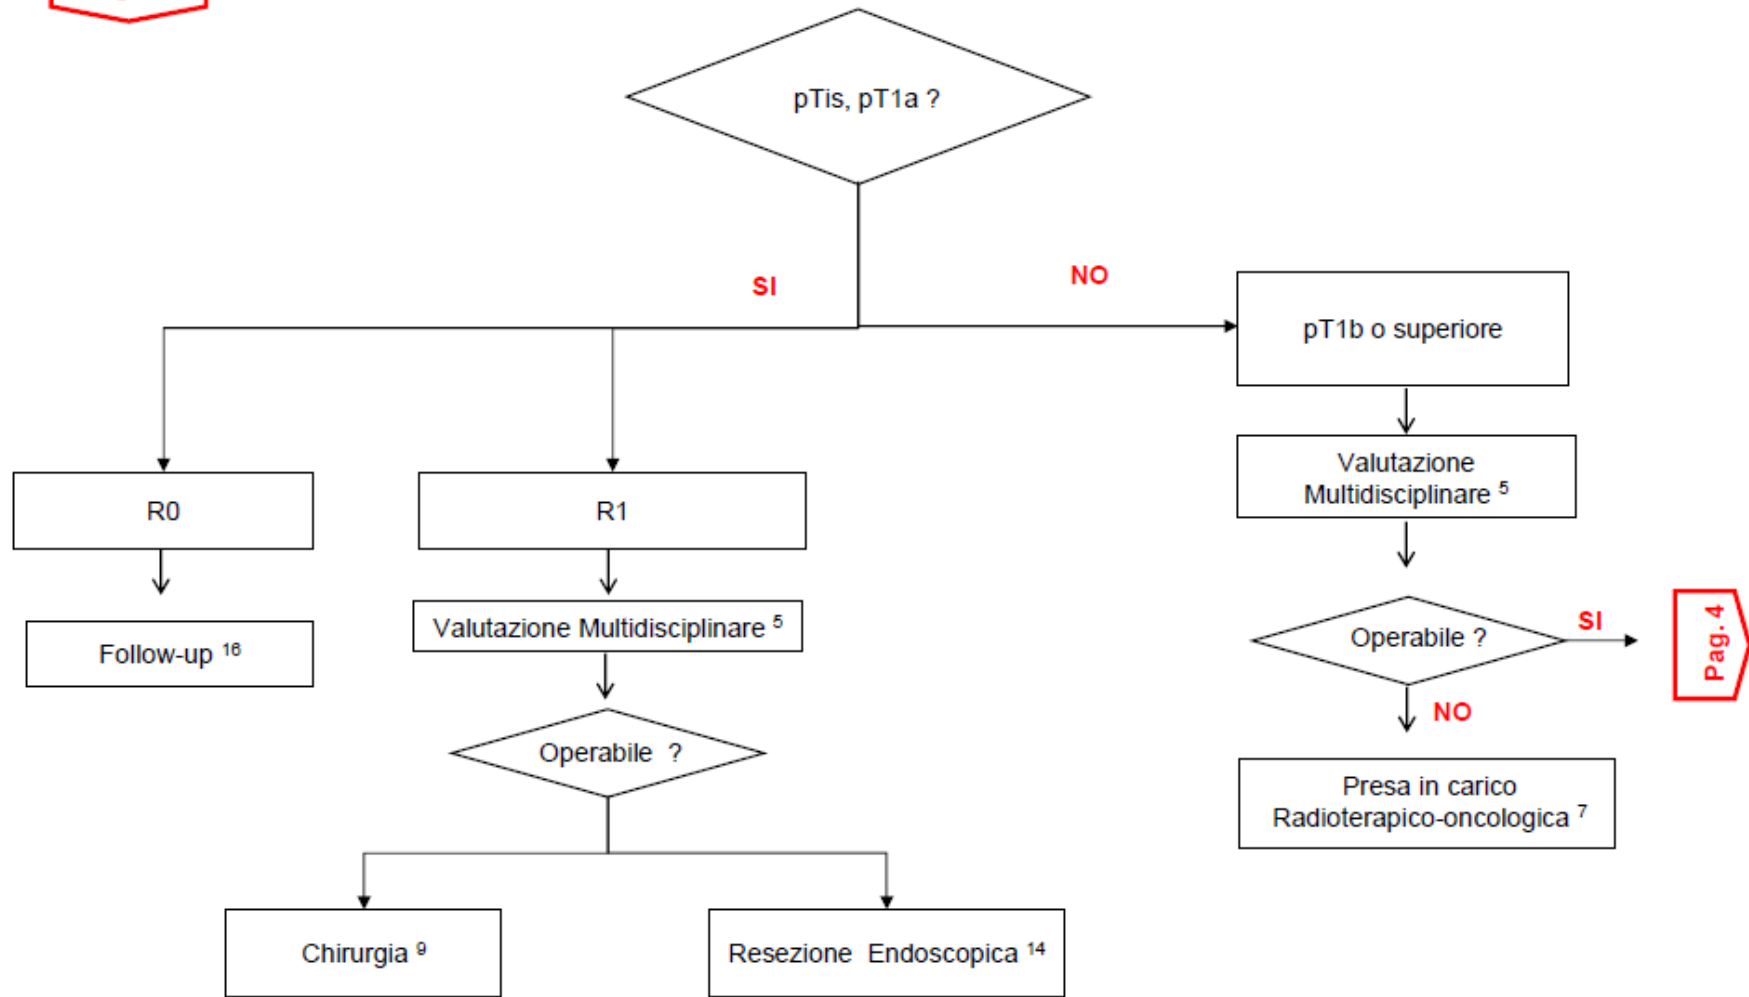 pTis, pT1a ?
SI
NO
pT1b o superiore
R0
R1
Valutazione
Multidisciplinare 5
Follow-up 16
Valutazione Multidisciplinare 5
Operabile ?
SI
Pag. 4
NO
Operabile ?
Presa in carico
Radioterapico-oncologica 7
Chirurgia 9
Resezione Endoscopica 14